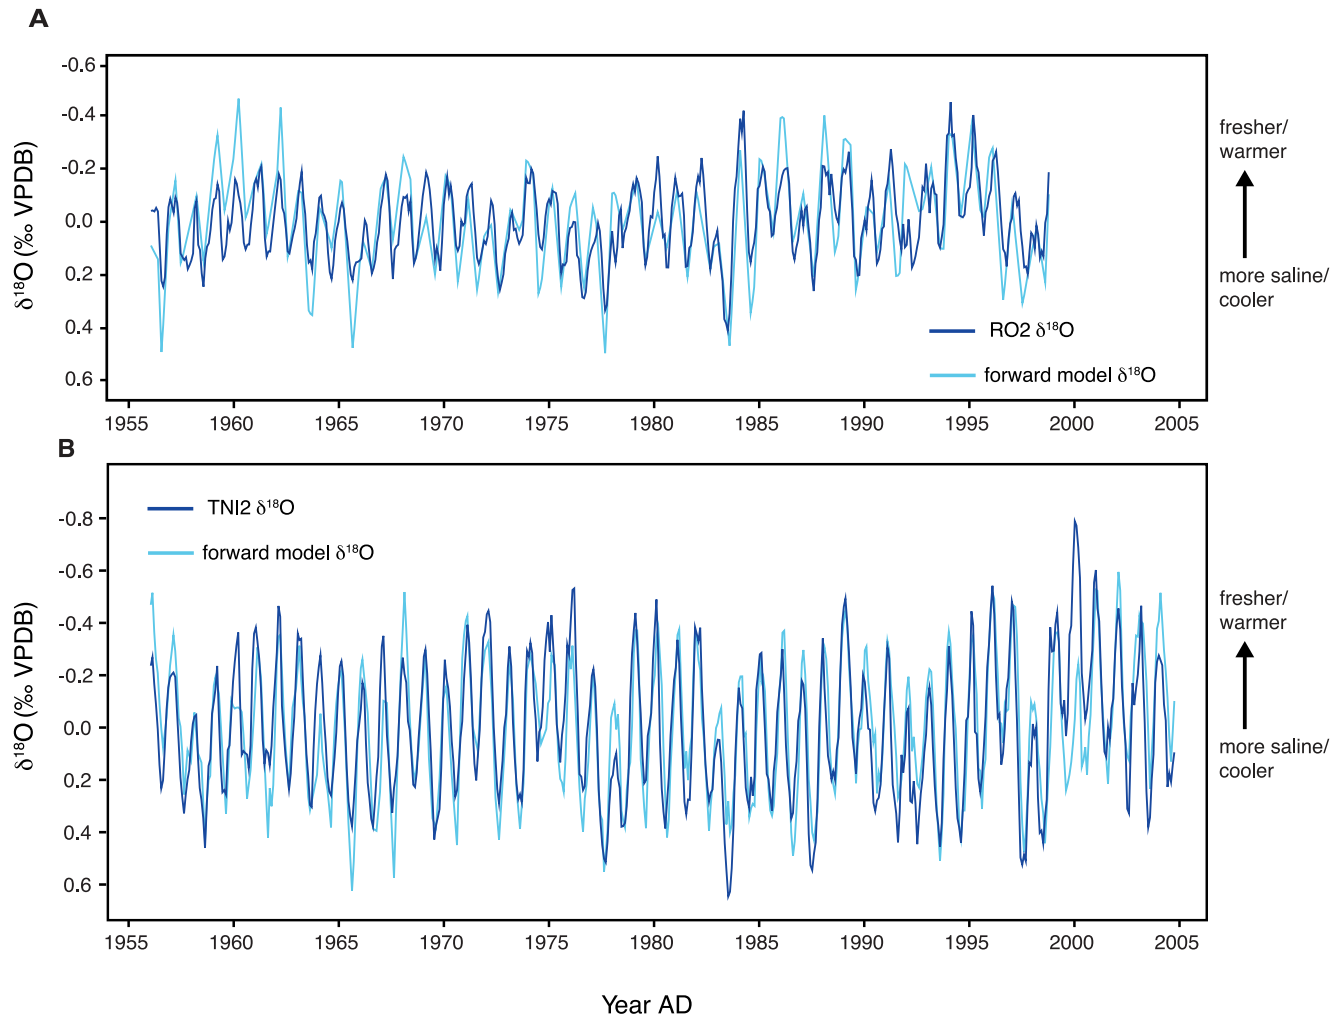 A
-0.6
-0.4
-0.2
0.0
0.2
0.4
0.6
δ¹⁸O (‰ VPDB)
fresher/
warmer
more saline/
cooler
RO2 δ¹⁸O
forward model δ¹⁸O
1955 1960 1965 1970 1975 1980 1985 1990 1995 2000 2005
B
TNI2 δ¹⁸O
forward model δ¹⁸O
-0.8
-0.6
-0.4
-0.2
0.0
0.2
0.4
0.6
δ¹⁸O (‰ VPDB)
fresher/
warmer
more saline/
cooler
1955 1960 1965 1970 1975 1980 1985 1990 1995 2000 2005
Year AD